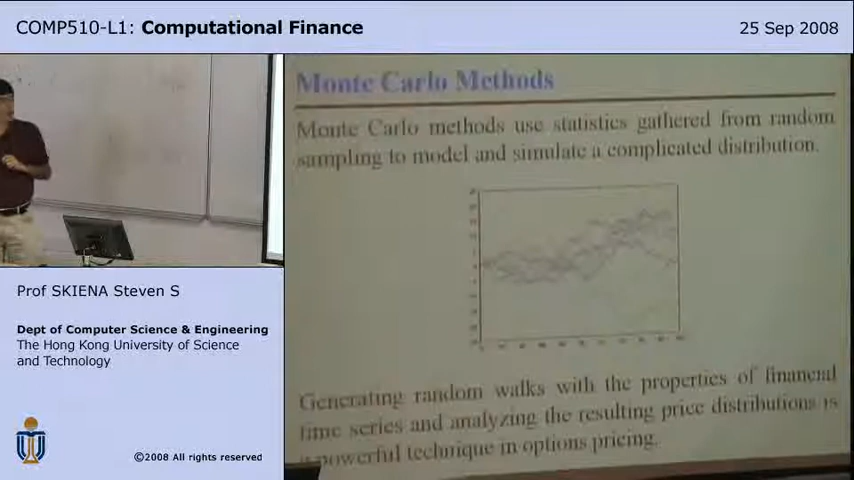 COMP510-L1: Computational Finance
25 Sep 2008
Monte Carlo Methods
Monte Carlo methods use statistics gathered from random
sampling to model and simulate a complicated distribution.
Generating random walks with the properties of financial
time series and analyzing the resulting price distributions is
a powerful technique in options pricing.
Prof SKIENA Steven S
Dept of Computer Science & Engineering
The Hong Kong University of Science
and Technology
©2008 All rights reserved